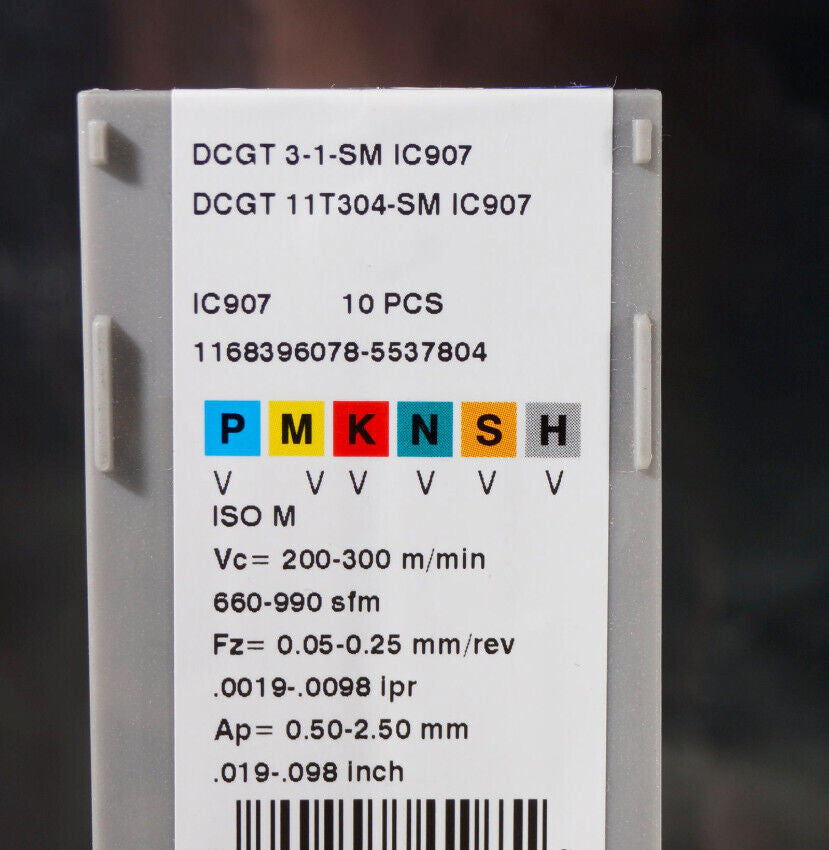 DCGT 3-1-SM IC907
DCGT 11T304-SM IC907
IC907 10 PCS
1168396078-5537804
P M K N S H
V V V V V V
ISO M
Vc= 200-300 m/min
660-990 sfm
Fz= 0.05-0.25 mm/rev
.0019-.0098 ipr
Ap= 0.50-2.50 mm
.019-.098 inch